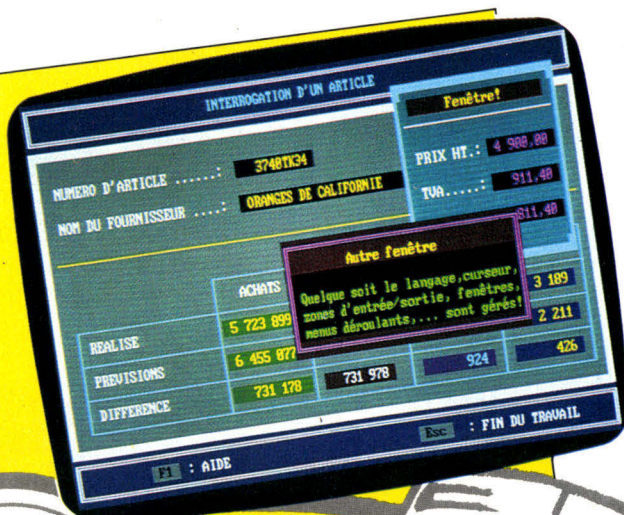 INTERROGATION D'UN ARTICLE
Fenêtre!
NUMERO D'ARTICLE ......: 3740TK34
PRIX HT.: 4 900,00
NOM DU FOURNISSEUR ....: ORANGES DE CALIFORNIE
TVA.....: 911,40
811,40
Autre fenêtre
Quelque soit le langage,curseur,
zones d'entrée/sortie, fenêtres,
menus déroulants,... sont gérés!
ACHATS
REALISE 5 723 899 3 189
PREVISIONS 6 455 077 2 211
DIFFERENCE 731 178 731 978 924 426
F1 : AIDE
Esc : FIN DU TRAVAIL